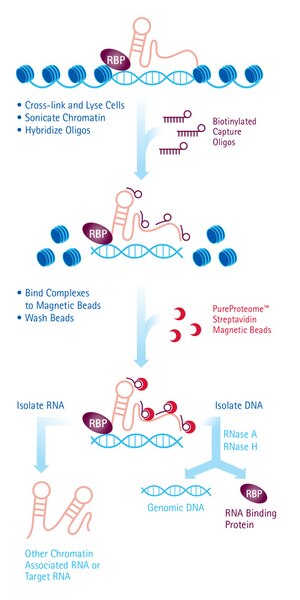 RBP
• Cross-link and Lyse Cells
• Sonicate Chromatin
• Hybridize Oligos
Biotinylated
Capture
Oligos
RBP
• Bind Complexes
to Magnetic Beads
• Wash Beads
PureProteome™
Streptavidin
Magnetic Beads
Isolate RNA
RBP
Isolate DNA
RNase A
RNase H
Genomic DNA
RBP
RNA Binding
Protein
Other Chromatin
Associated RNA or
Target RNA